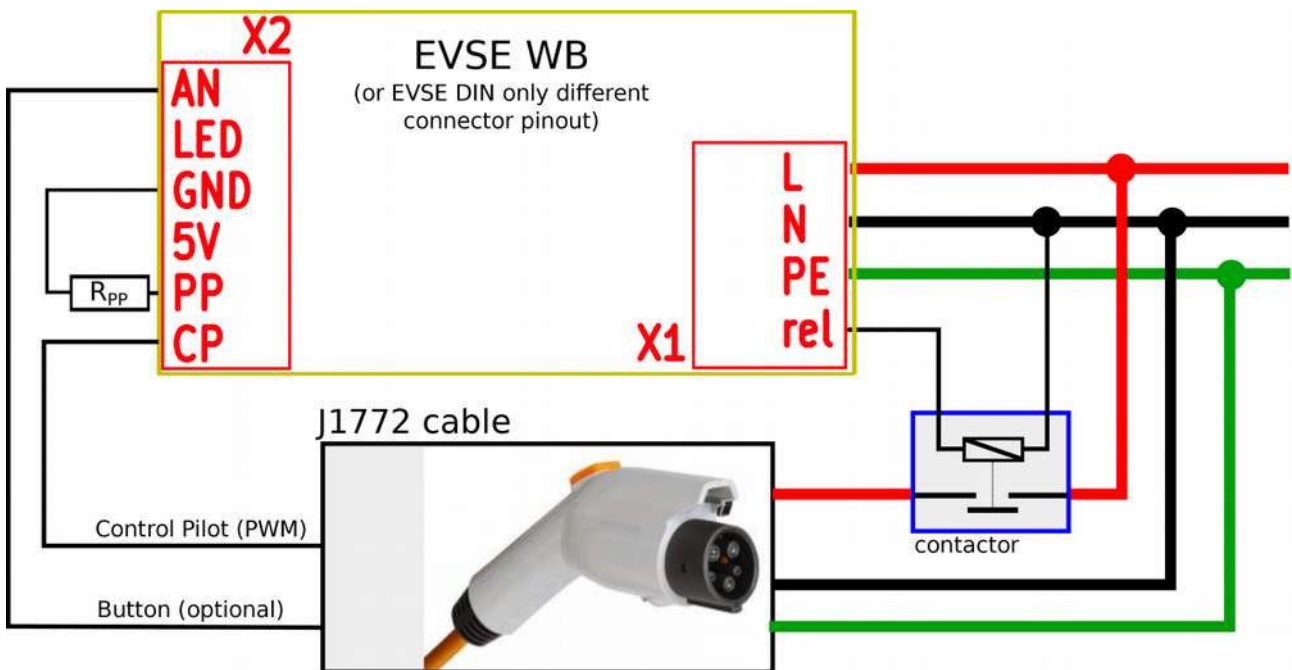 X2
EVSE WB
(or EVSE DIN only different
connector pinout)
AN
LED
GND
5V
PP
CP
RPP
L
N
PE
rel
X1
J1772 cable
contactor
Control Pilot (PWM)
Button (optional)